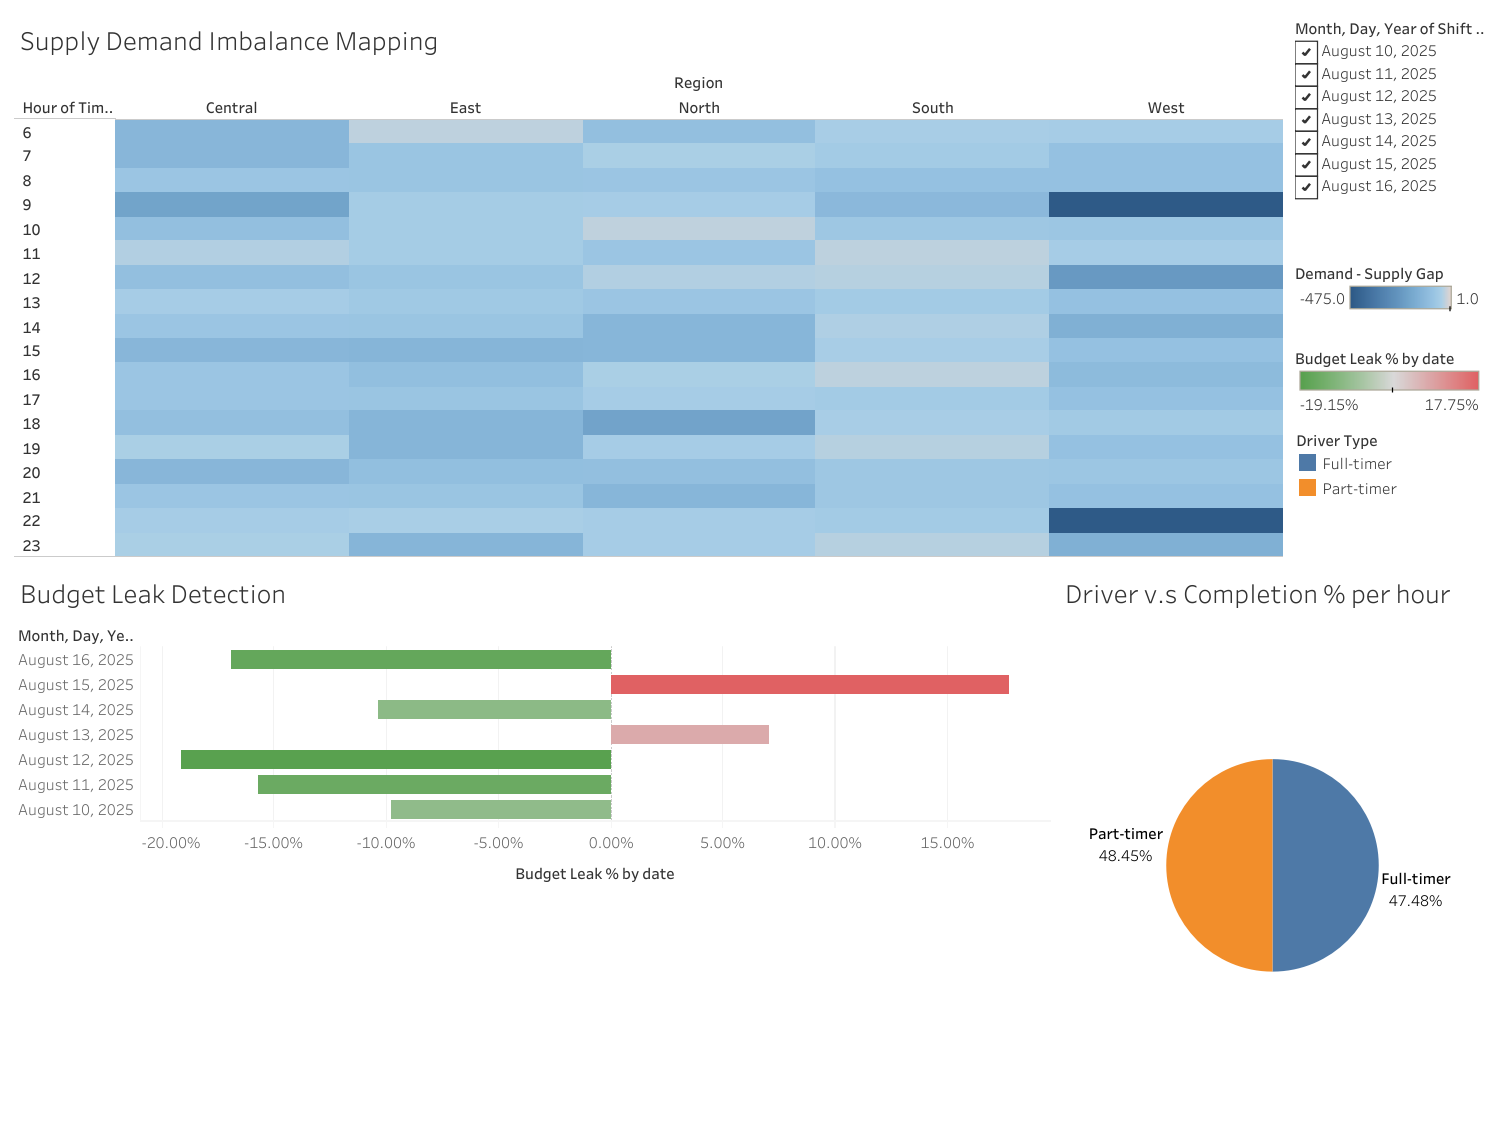 Supply Demand Imbalance Mapping
Region
Hour of Tim.. Central East North South West
6
7
8
9
10
11
12
13
14
15
16
17
18
19
20
21
22
23
Month, Day, Year of Shift ..
August 10, 2025
August 11, 2025
August 12, 2025
August 13, 2025
August 14, 2025
August 15, 2025
August 16, 2025
Demand - Supply Gap
-475.0 1.0
Budget Leak % by date
-19.15% 17.75%
Driver Type
Full-timer
Part-timer
Budget Leak Detection
Month, Day, Ye..
August 16, 2025
August 15, 2025
August 14, 2025
August 13, 2025
August 12, 2025
August 11, 2025
August 10, 2025
-20.00% -15.00% -10.00% -5.00% 0.00% 5.00% 10.00% 15.00%
Budget Leak % by date
Driver v.s Completion % per hour
Part-timer
48.45%
Full-timer
47.48%